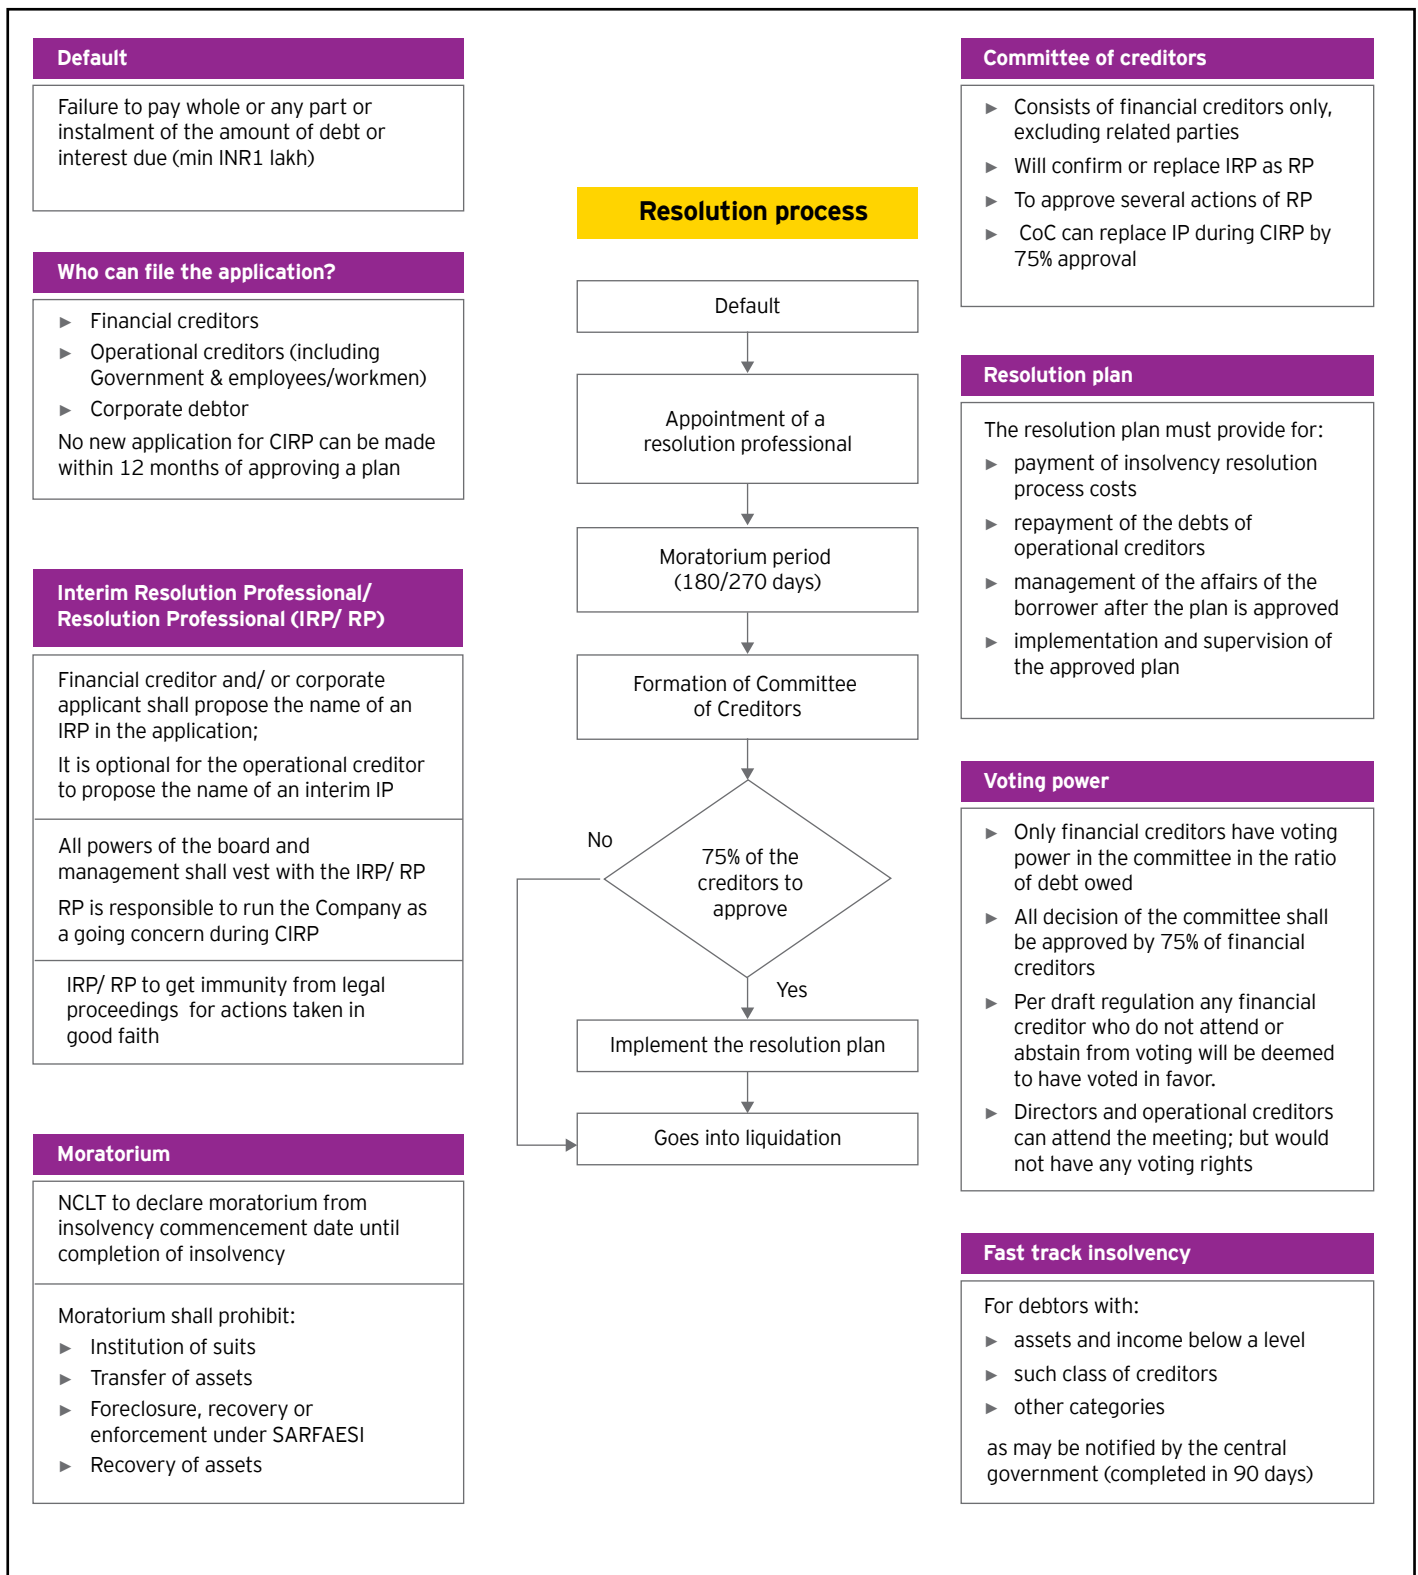 Default
Failure to pay whole or any part or
instalment of the amount of debt or
interest due (min INR1 lakh)
Who can file the application?
► Financial creditors
► Operational creditors (including
Government & employees/workmen)
► Corporate debtor
No new application for CIRP can be made
within 12 months of approving a plan
Interim Resolution Professional/
Resolution Professional (IRP/ RP)
Financial creditor and/ or corporate
applicant shall propose the name of an
IRP in the application;
It is optional for the operational creditor
to propose the name of an interim IP
All powers of the board and
management shall vest with the IRP/ RP
RP is responsible to run the Company as
a going concern during CIRP
IRP/ RP to get immunity from legal
proceedings for actions taken in
good faith
Moratorium
NCLT to declare moratorium from
insolvency commencement date until
completion of insolvency
Moratorium shall prohibit:
► Institution of suits
► Transfer of assets
► Foreclosure, recovery or
enforcement under SARFAESI
► Recovery of assets
Resolution process
Default
Appointment of a
resolution professional
Moratorium period
(180/270 days)
Formation of Committee
of Creditors
No
75% of the
creditors to
approve
Yes
Implement the resolution plan
Goes into liquidation
Committee of creditors
► Consists of financial creditors only,
excluding related parties
► Will confirm or replace IRP as RP
► To approve several actions of RP
► CoC can replace IP during CIRP by
75% approval
Resolution plan
The resolution plan must provide for:
► payment of insolvency resolution
process costs
► repayment of the debts of
operational creditors
► management of the affairs of the
borrower after the plan is approved
► implementation and supervision of
the approved plan
Voting power
► Only financial creditors have voting
power in the committee in the ratio
of debt owed
► All decision of the committee shall
be approved by 75% of financial
creditors
► Per draft regulation any financial
creditor who do not attend or
abstain from voting will be deemed
to have voted in favor.
► Directors and operational creditors
can attend the meeting; but would
not have any voting rights
Fast track insolvency
For debtors with:
► assets and income below a level
► such class of creditors
► other categories
as may be notified by the central
government (completed in 90 days)